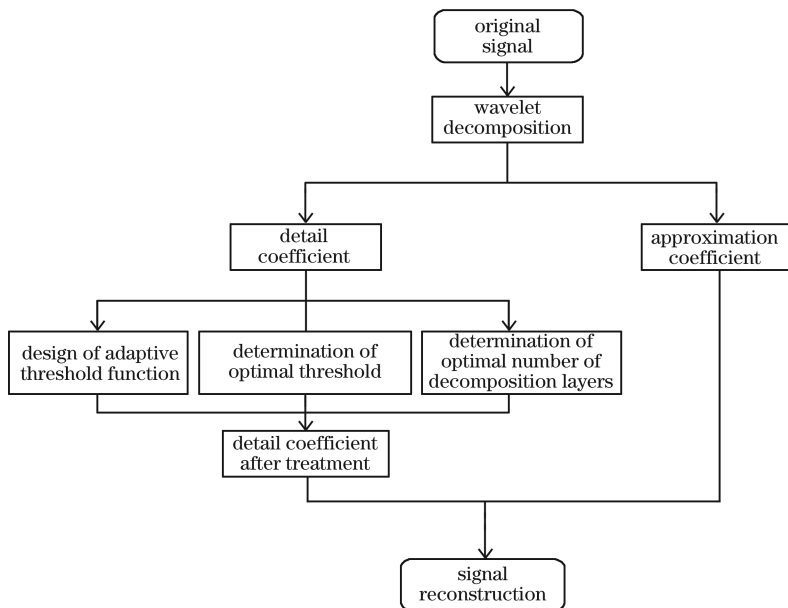 original
signal
wavelet
decomposition
detail
coefficient
approximation
coefficient
design of adaptive
threshold function
determination of
optimal threshold
determination of
optimal number of
decomposition layers
detail coefficient
after treatment
signal
reconstruction